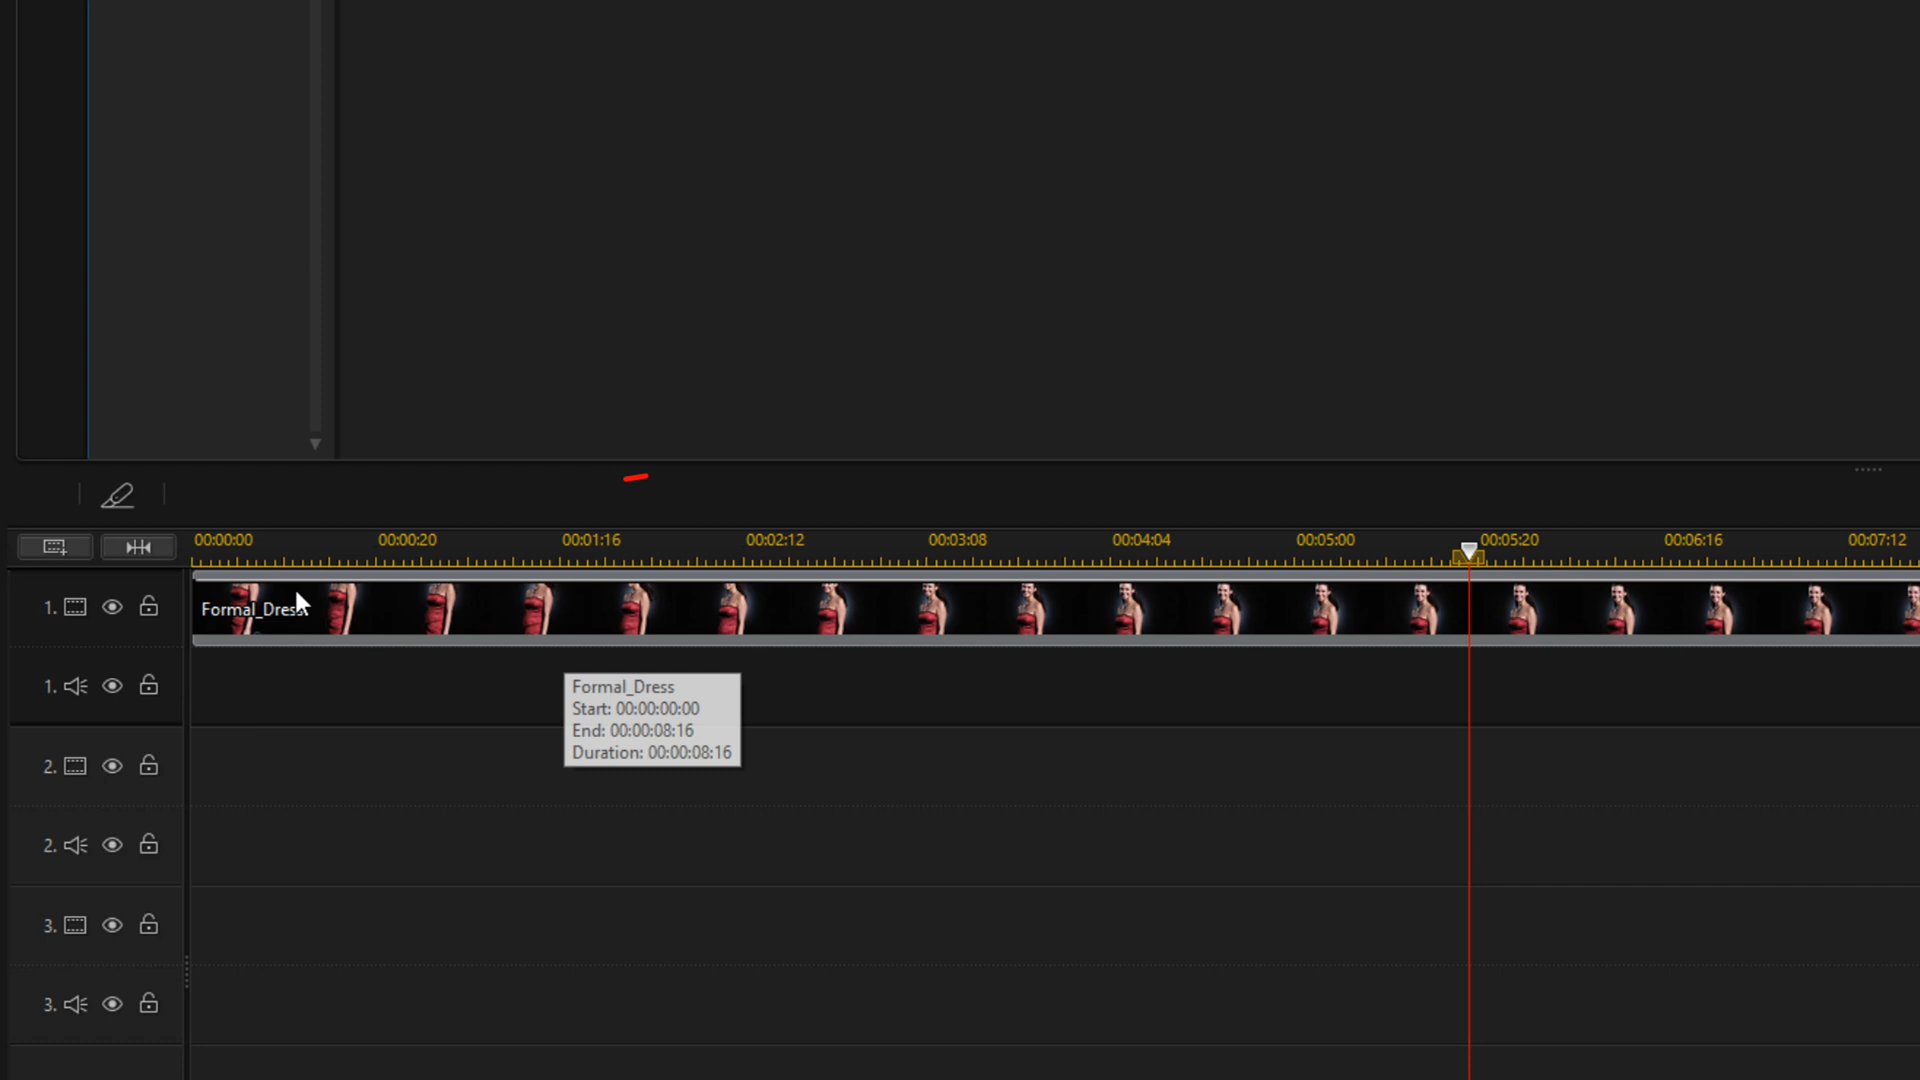 00:00:00 00:00:20 00:01:16 00:02:12 00:03:08 00:04:04 00:05:00 00:05:20 00:06:16 00:07:12
1. Formal_Dress
1.
Formal_Dress
Start: 00:00:00:00
End: 00:00:08:16
Duration: 00:00:08:16
2.
2.
3.
3.